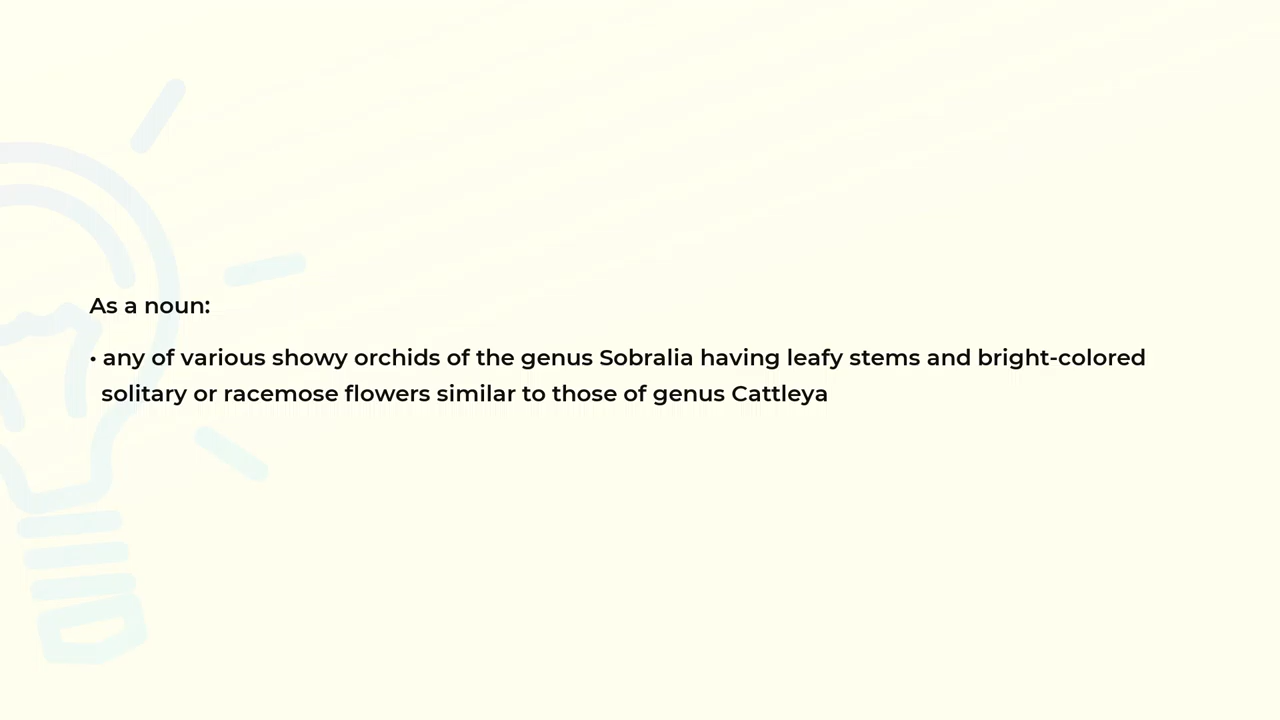 As a noun:
• any of various showy orchids of the genus Sobralia having leafy stems and bright-colored
solitary or racemose flowers similar to those of genus Cattleya